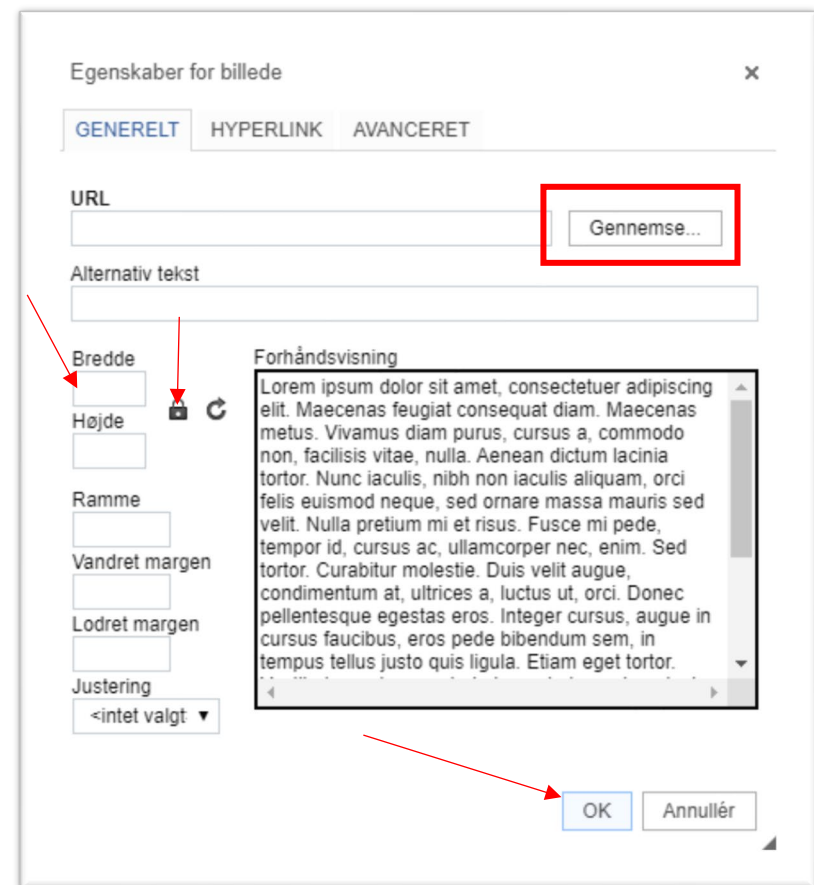 Egenskaber for billede
GENERELT HYPERLINK AVANCERET
URL
Gennemse...
Alternativ tekst
Bredde
Højde
Ramme
Vandret margen
Lodret margen
Justering
<intet valgt
Forhåndsvisning
Lorem ipsum dolor sit amet, consectetuer adipiscing
elit. Maecenas feugiat consequat diam. Maecenas
metus. Vivamus diam purus, cursus a, commodo
non, facilisis vitae, nulla. Aenean dictum lacinia
tortor. Nunc iaculis, nibh non iaculis aliquam, orci
felis euismod neque, sed ornare massa mauris sed
velit. Nulla pretium mi et risus. Fusce mi pede,
tempor id, cursus ac, ullamcorper nec, enim. Sed
tortor. Curabitur molestie. Duis velit augue,
condimentum at, ultrices a, luctus ut, orci. Donec
pellentesque egestas eros. Integer cursus, augue in
cursus faucibus, eros pede bibendum sem, in
tempus tellus justo quis ligula. Etiam eget tortor.
OK Annullér